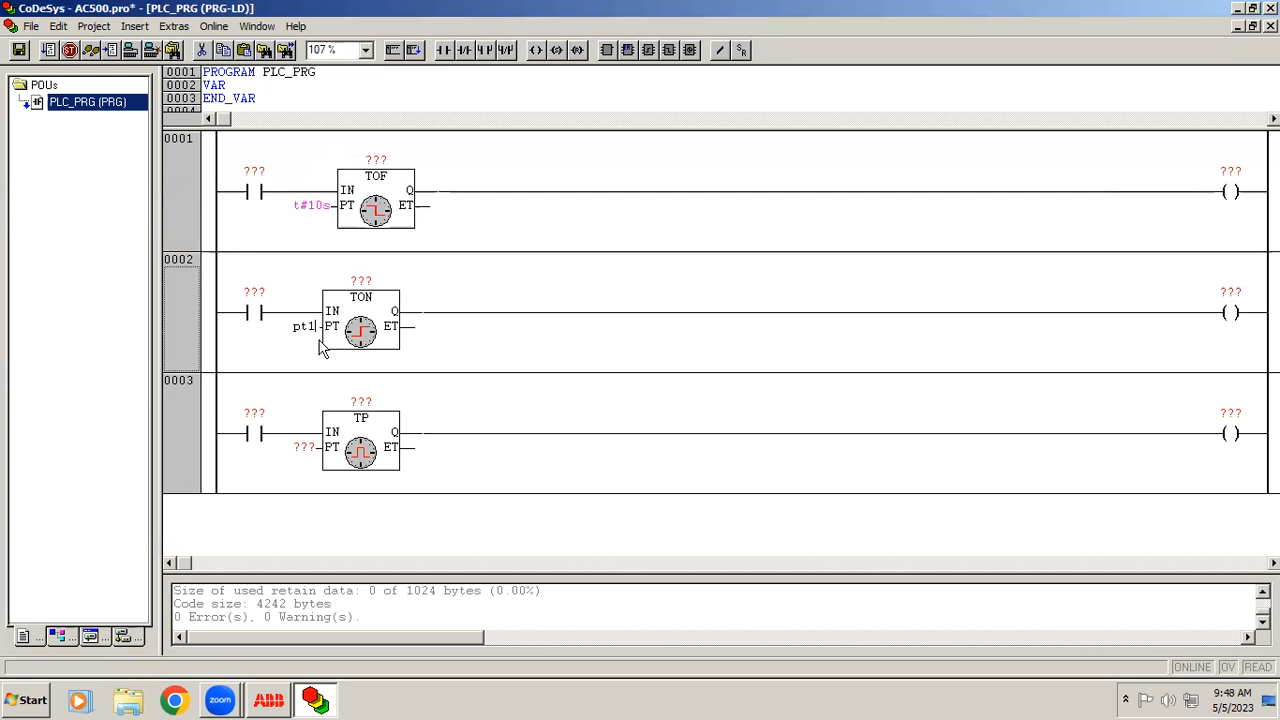 CoDeSys - AC500.pro* - [PLC_PRG (PRG-LD)]
File Edit Project Insert Extras Online Window Help
107 %
POUs
PLC_PRG (PRG)
0001 PROGRAM PLC_PRG
0002 VAR
0003 END_VAR
0001
???
???
???
TOF
IN Q
t#10s PT ET
0002
???
???
???
TON
IN Q
pt1 PT ET
0003
???
???
???
TP
IN Q
??? PT ET
Size of used retain data: 0 of 1024 bytes (0.00%)
Code size: 4242 bytes
0 Error(s), 0 Warning(s).
ONLINE OV READ
Start zoom ABB
9:48 AM
5/5/2023